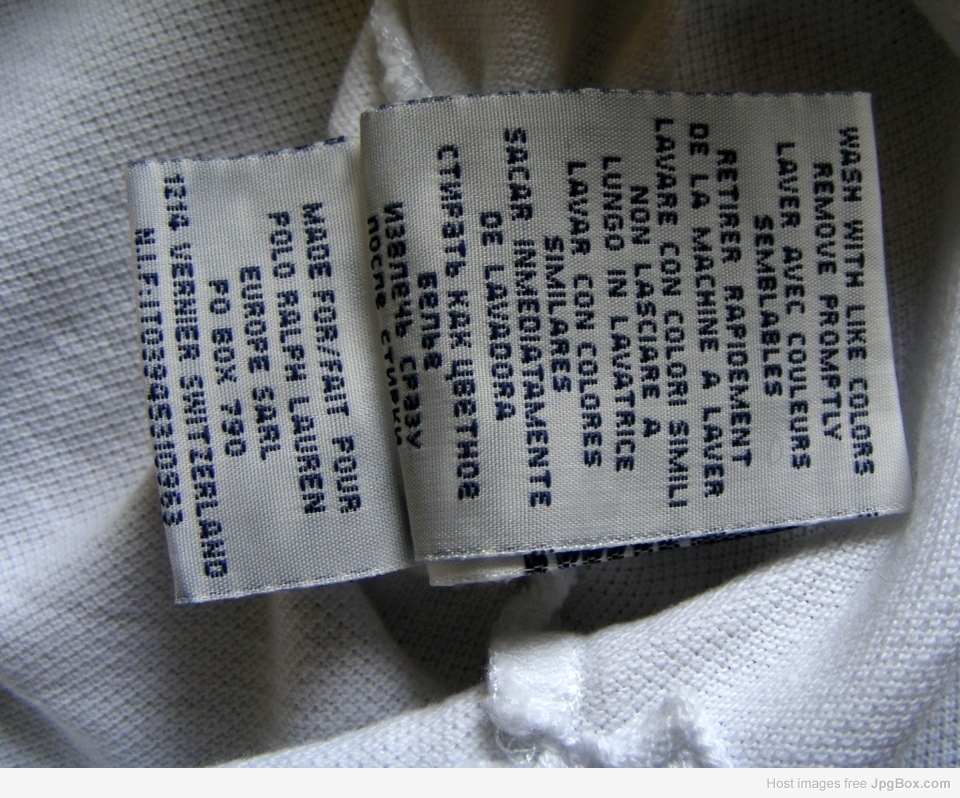 WASH WITH LIKE COLORS
REMOVE PROMPTLY
LAVER AVEC COULEURS
SEMBLABLES
RETIRER RAPIDEMENT
DE LA MACHINE A LAVER
LAVARE CON COLORI SIMILI
NON LASCIARE A
LUNGO IN LAVATRICE
LAVAR CON COLORES
SIMILARES
SACAR INMEDIATAMENTE
DE LAVADORA
СТИРАТЬ КАК ЦВЕТНОЕ
БЕЛЬЕ
ИЗВЛЕЧЬ СРАЗУ
ПОСЛЕ СТИРКИ
MADE FOR/FAIT POUR
POLO RALPH LAUREN
EUROPE SARL
PO BOX 790
1214 VERNIER SWITZERLAND
Host images free JpgBox.com